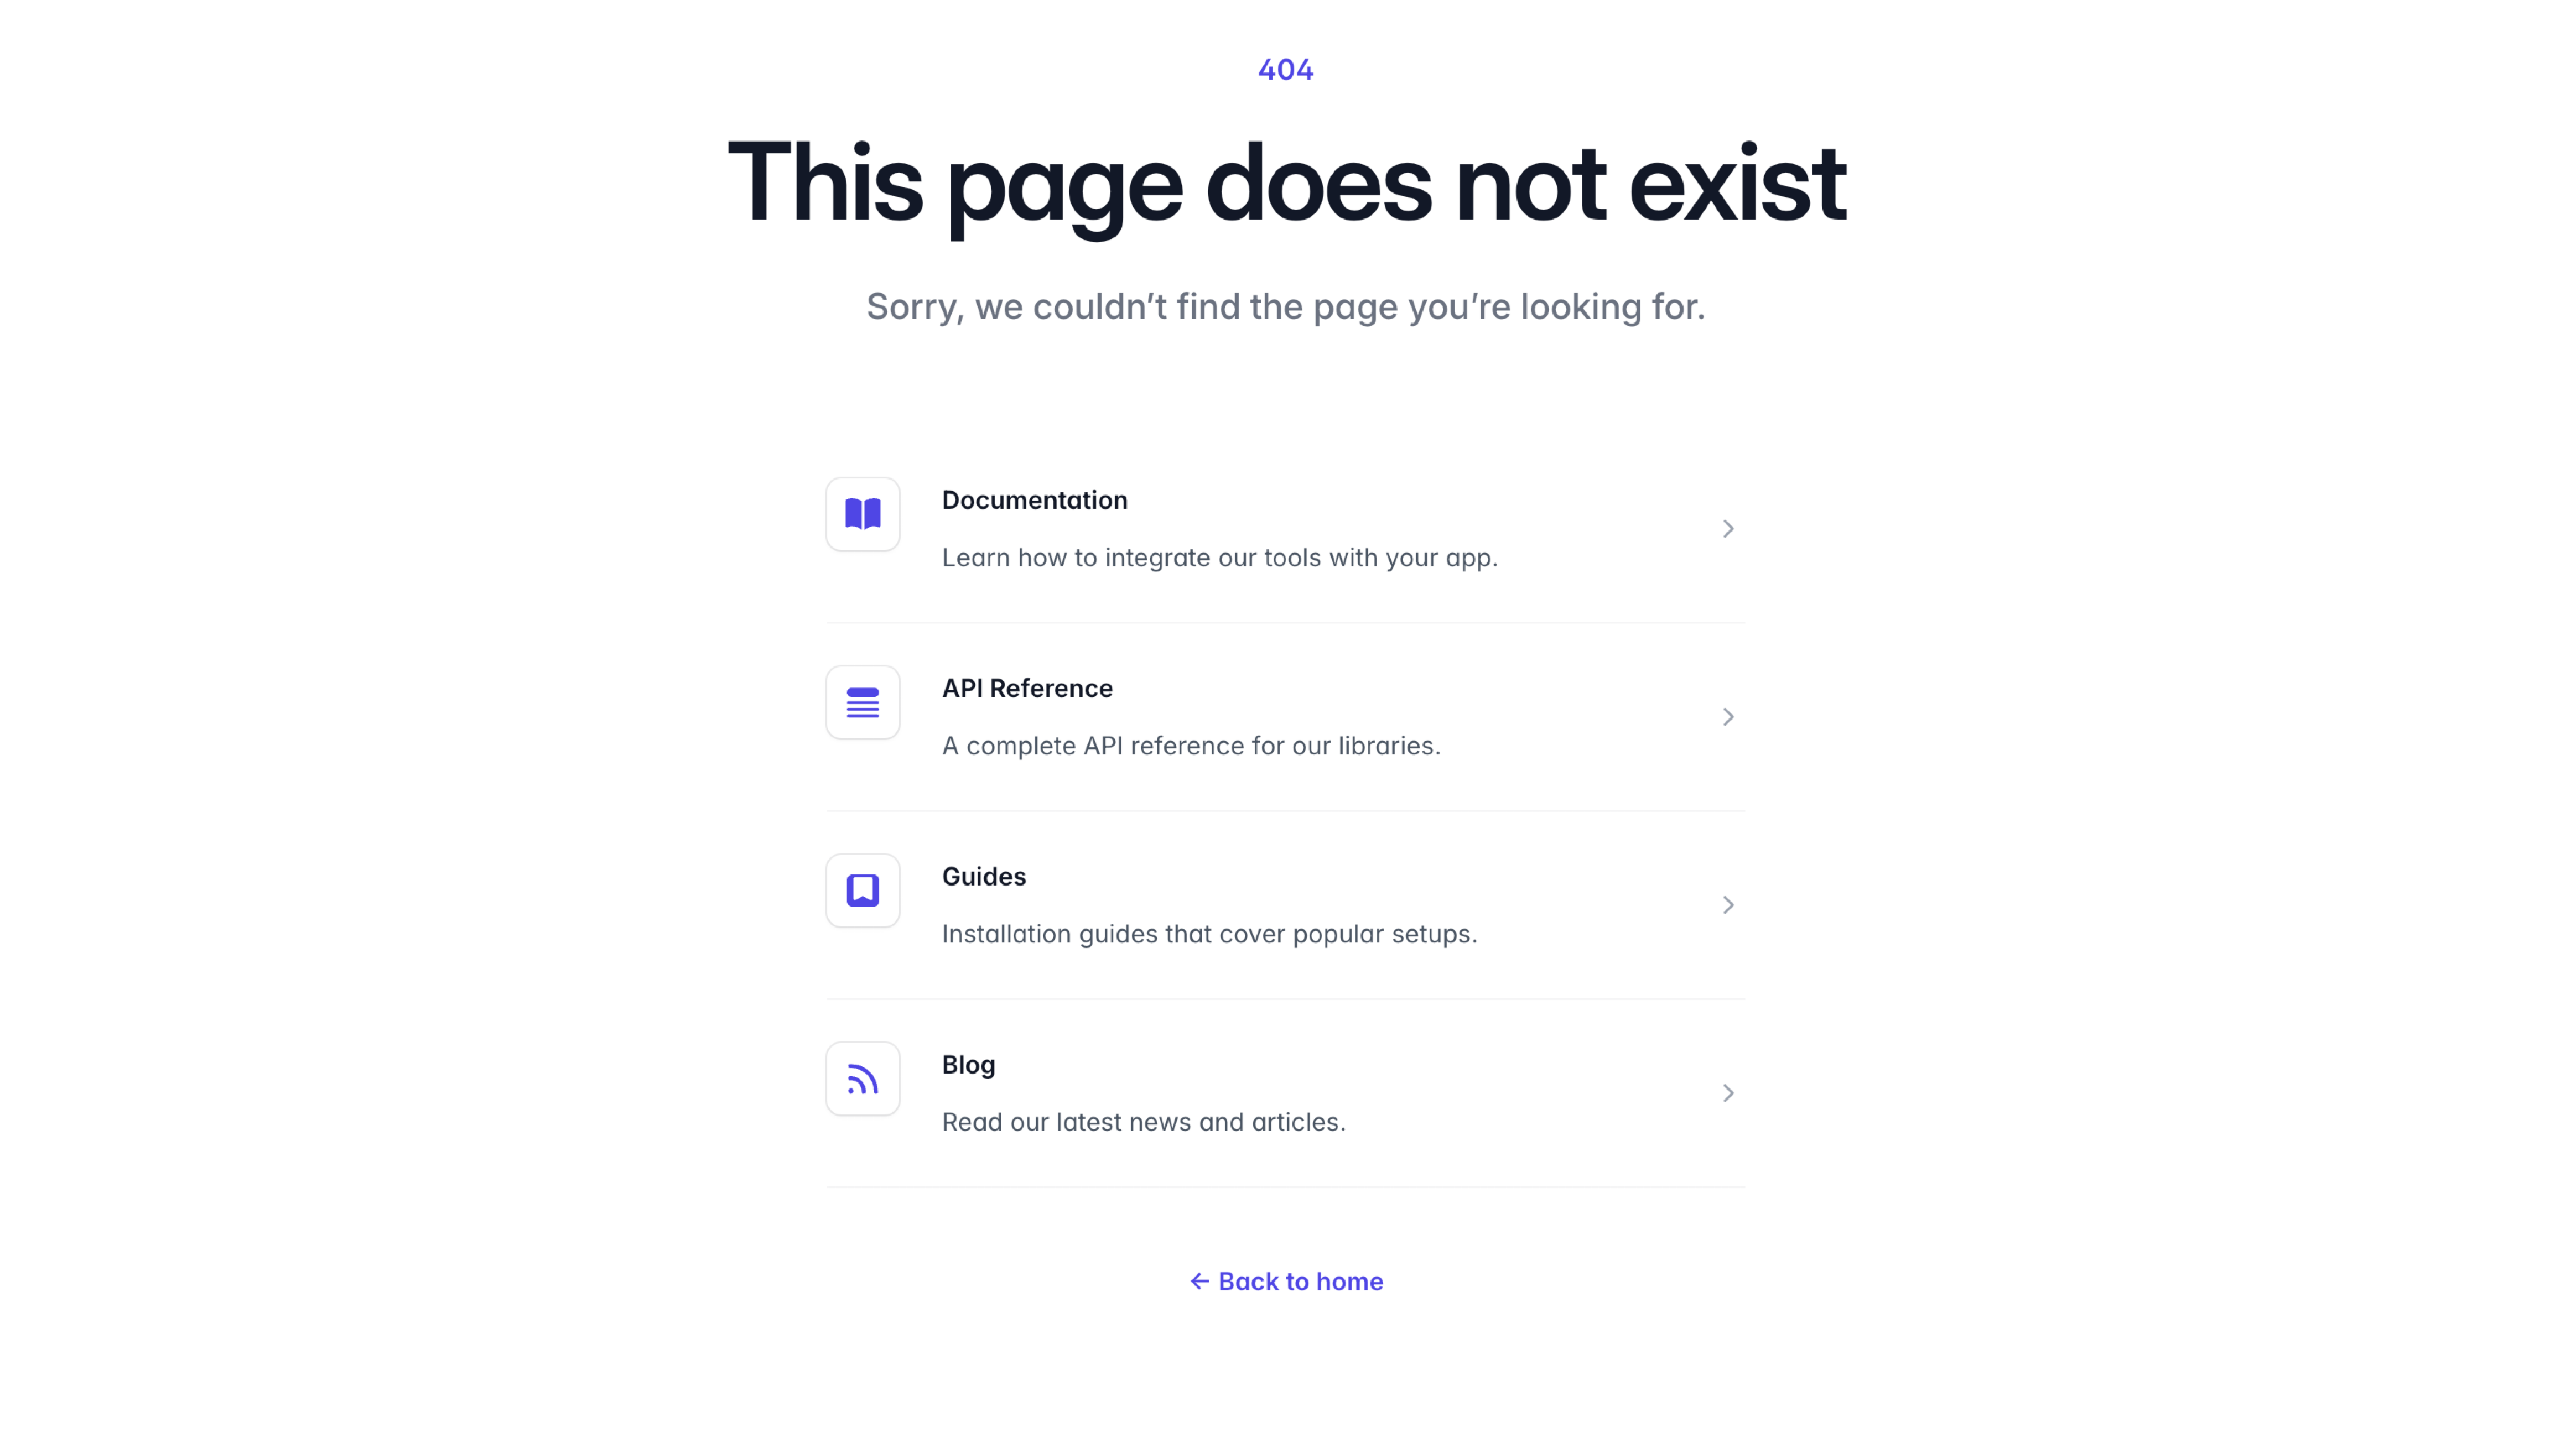 404
This page does not exist
Sorry, we couldn’t find the page you’re looking for.
Documentation
Learn how to integrate our tools with your app.
API Reference
A complete API reference for our libraries.
Guides
Installation guides that cover popular setups.
Blog
Read our latest news and articles.
← Back to home